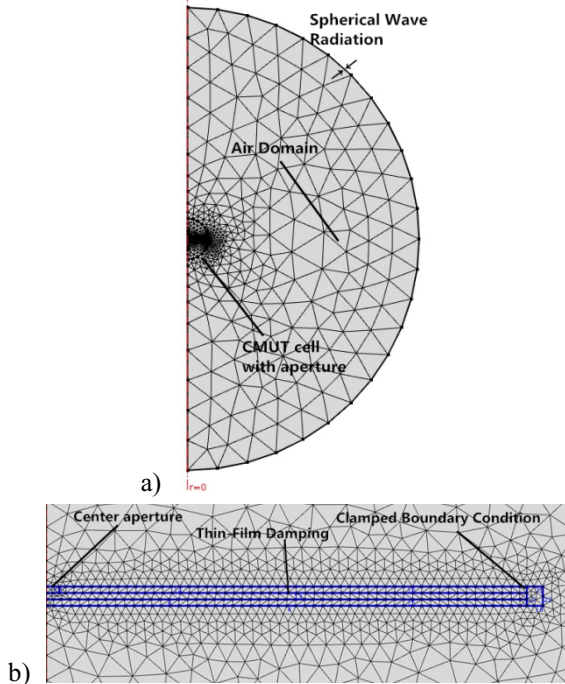 Spherical Wave
Radiation
Air Domain
CMUT cell
with aperture
r=0
a)
Center aperture
Clamped Boundary Condition
Thin-Film Damping
b)